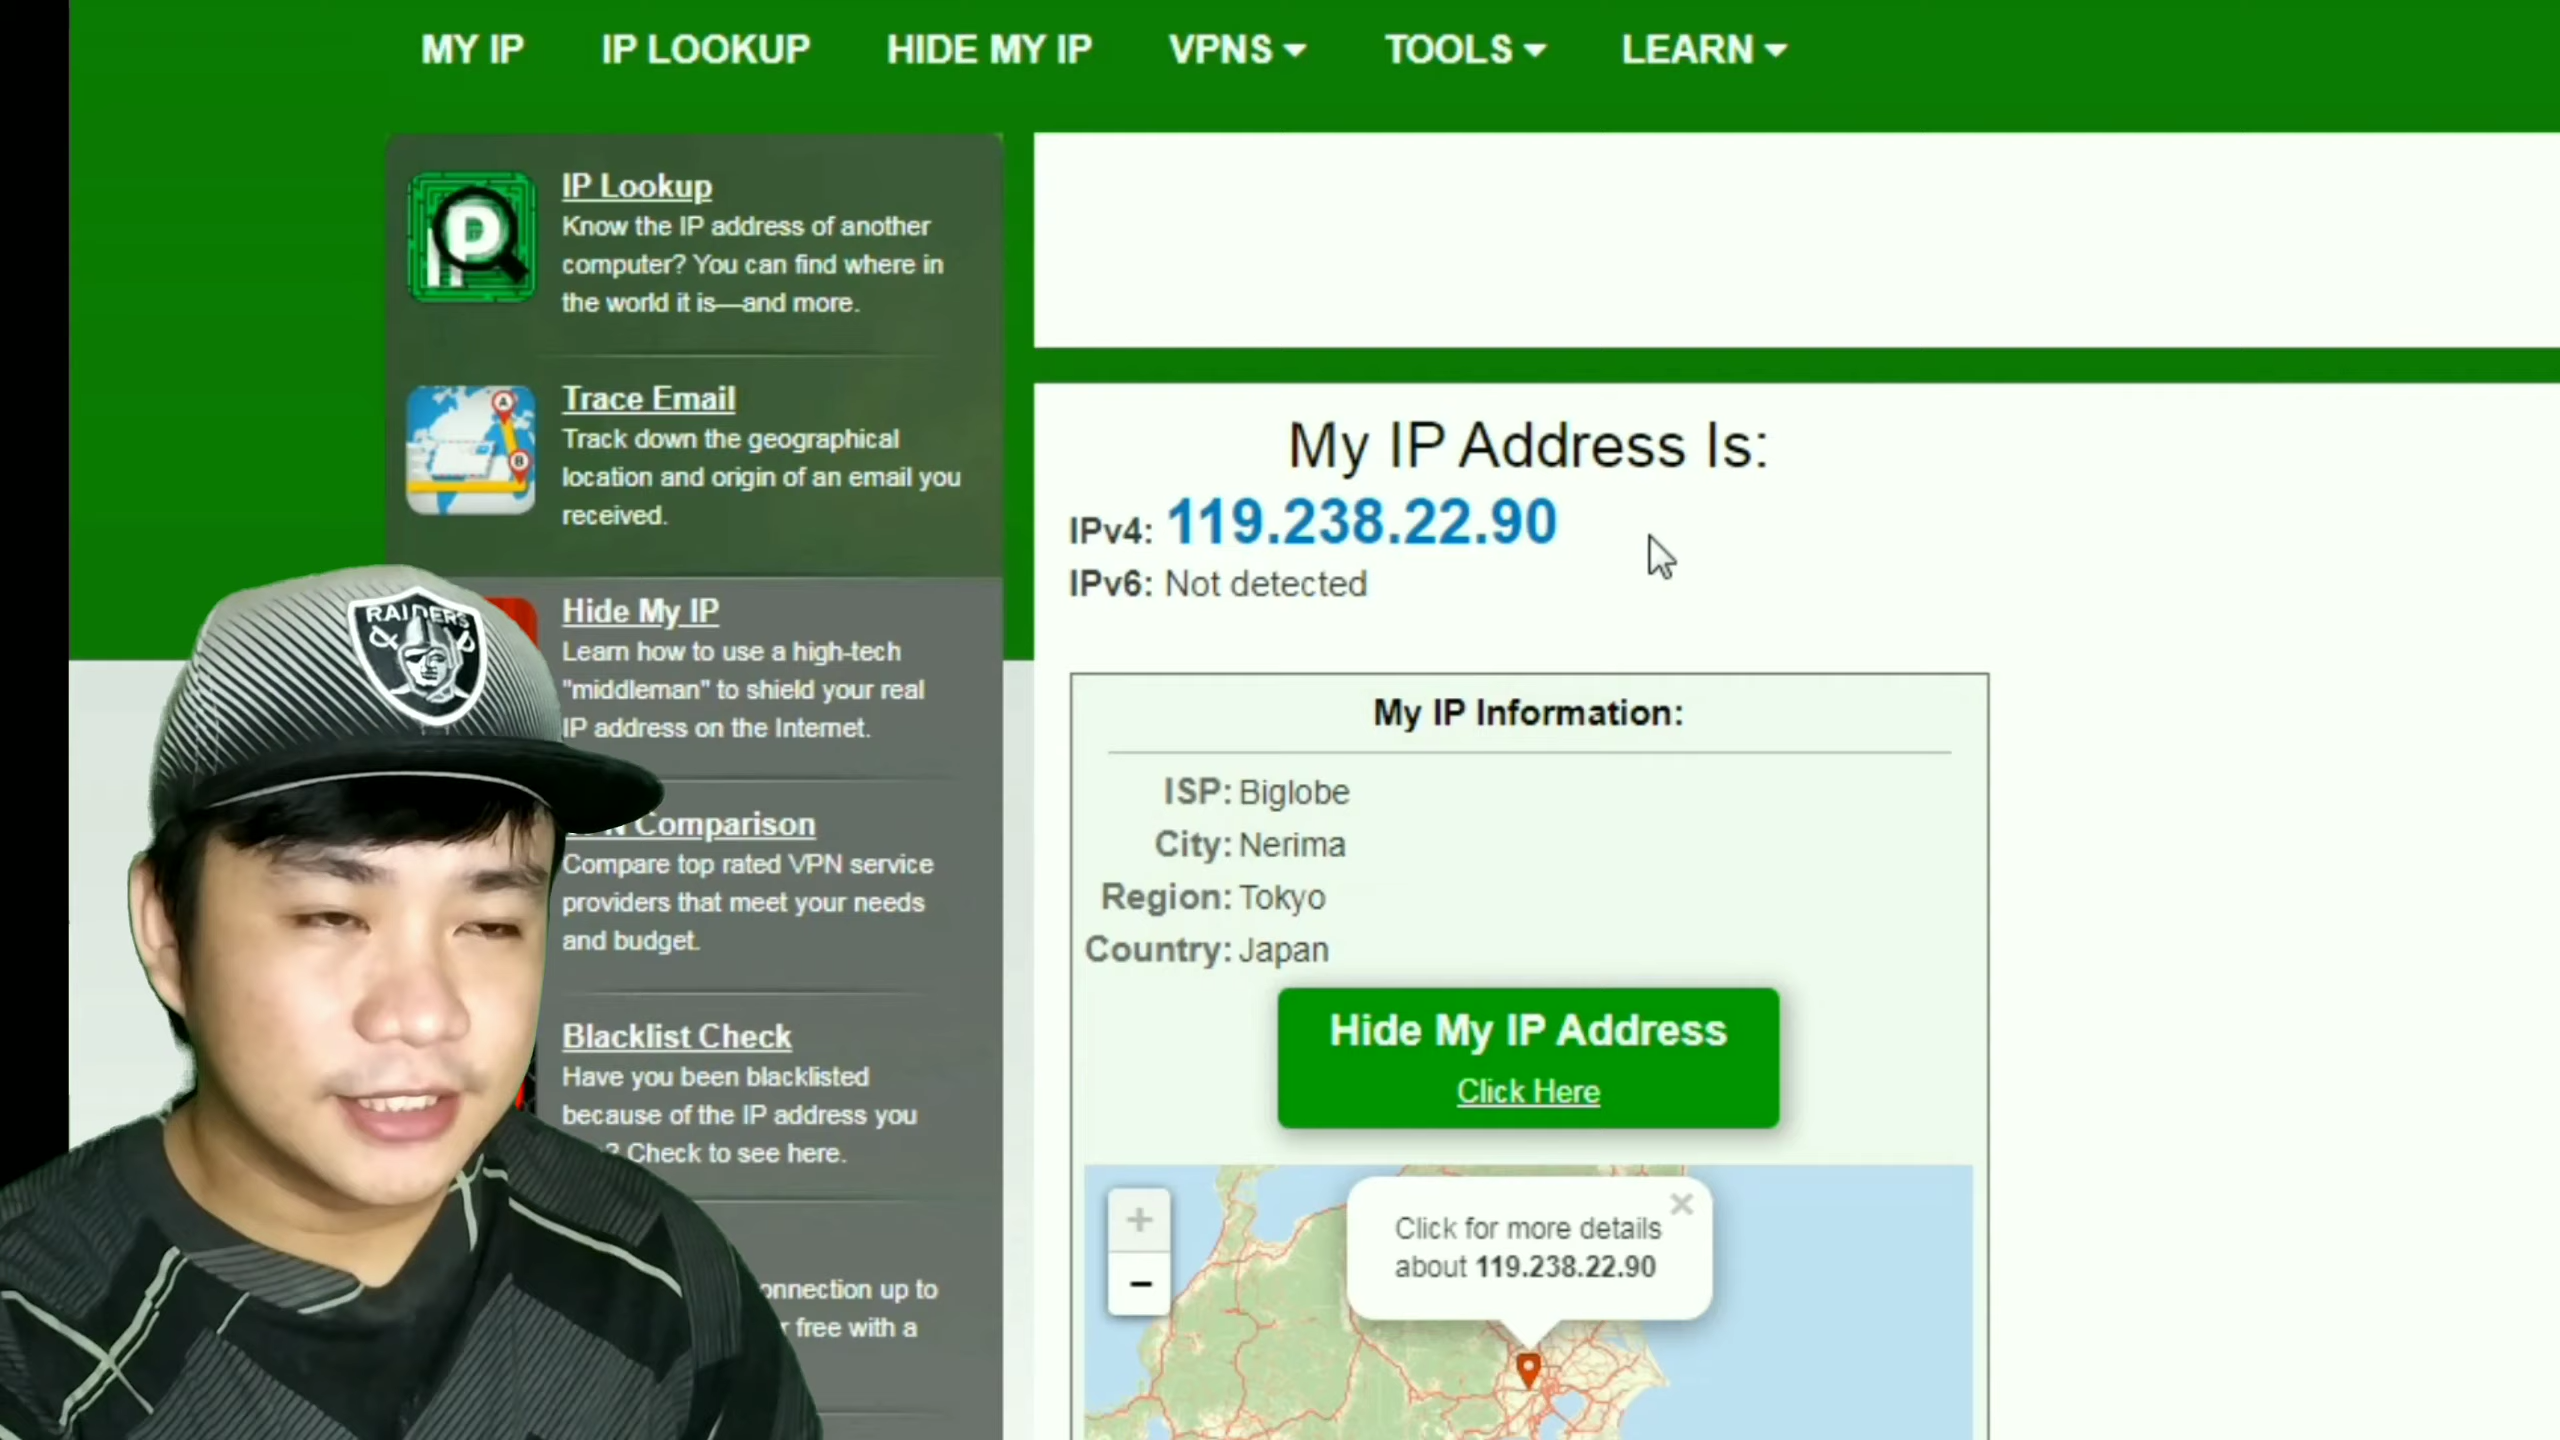 MY IP
IP LOOKUP
HIDE MY IP
VPNS
TOOLS
LEARN
IP Lookup
Know the IP address of another
computer? You can find where in
the world it is—and more.
Trace Email
Track down the geographical
location and origin of an email you
received.
Hide My IP
Learn how to use a high-tech
"middleman" to shield your real
IP address on the Internet.
Comparison
Compare top rated VPN service
providers that meet your needs
and budget.
Blacklist Check
Have you been blacklisted
because of the IP address you
? Check to see here.
onnection up to
free with a
RAIDERS
My IP Address Is:
IPv4: 119.238.22.90
IPv6: Not detected
My IP Information:
ISP: Biglobe
City: Nerima
Region: Tokyo
Country: Japan
Hide My IP Address
Click Here
+
−
Click for more details
about 119.238.22.90
×